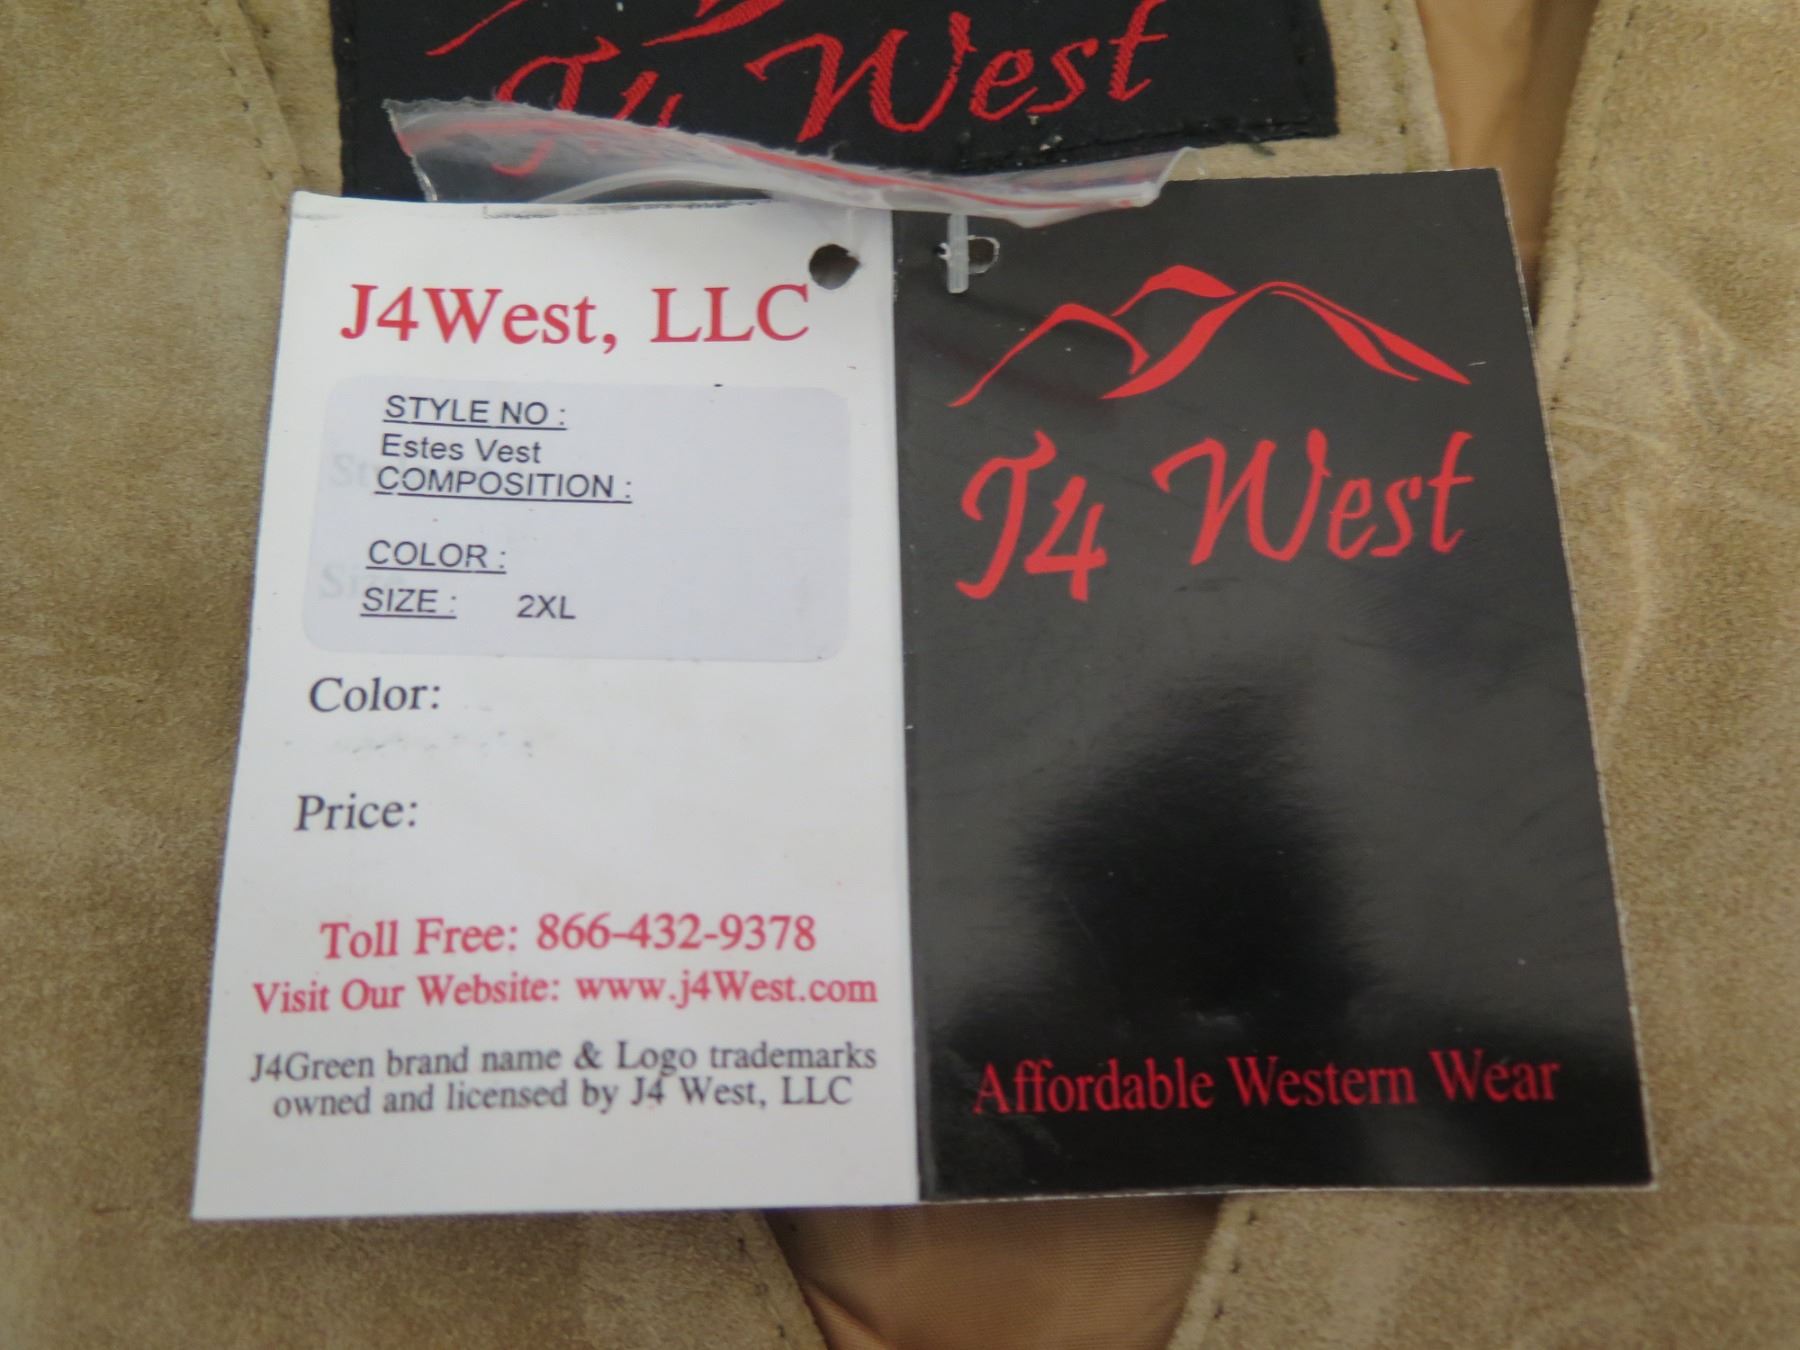 J4 West
J4West, LLC
STYLE NO :
Estes Vest
COMPOSITION :
COLOR :
SIZE : 2XL
Color:
Price:
Toll Free: 866-432-9378
Visit Our Website: www.j4West.com
J4Green brand name & Logo trademarks
owned and licensed by J4 West, LLC
J4 West
Affordable Western Wear